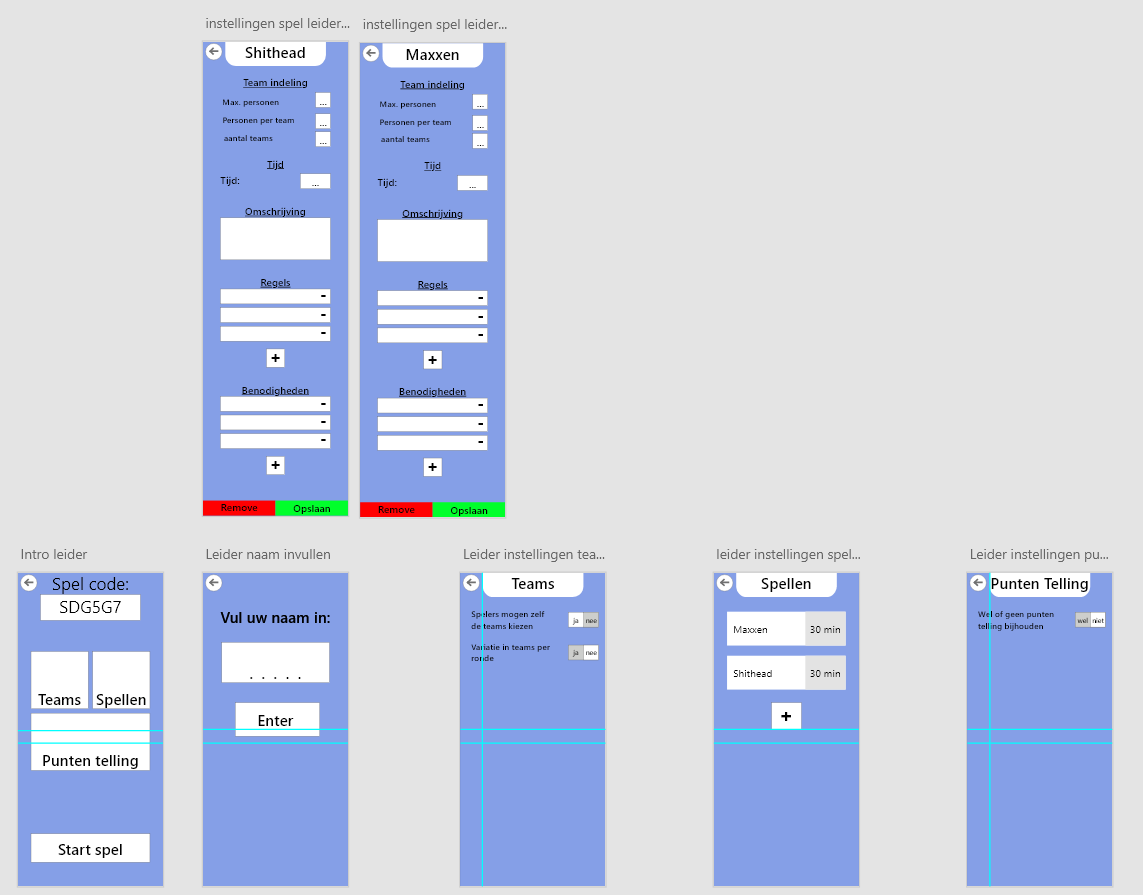 instellingen spel leider...
Shithead
Team indeling
Max. personen
...
Personen per team
...
aantal teams
...
Tijd
Tijd:
...
Omschrijving
Regels
-
-
-
+
Benodigheden
-
-
-
+
Remove
Opslaan
instellingen spel leider...
Maxxen
Team indeling
Max. personen
...
Personen per team
...
aantal teams
...
Tijd
Tijd:
...
Omschrijving
Regels
-
-
-
+
Benodigheden
-
-
-
+
Remove
Opslaan
Intro leider
Spel code:
SDG5G7
Teams
Spellen
Punten telling
Start spel
Leider naam invullen
Vul uw naam in:
. . . . .
Enter
Leider instellingen tea...
Teams
Spelers mogen zelf
de teams kiezen
ja nee
Variatie in teams per
ronde
ja nee
leider instellingen spel...
Spellen
Maxxen 30 min
Shithead 30 min
+
Leider instellingen pu...
Punten Telling
Wel of geen punten
telling bijhouden
wel niet